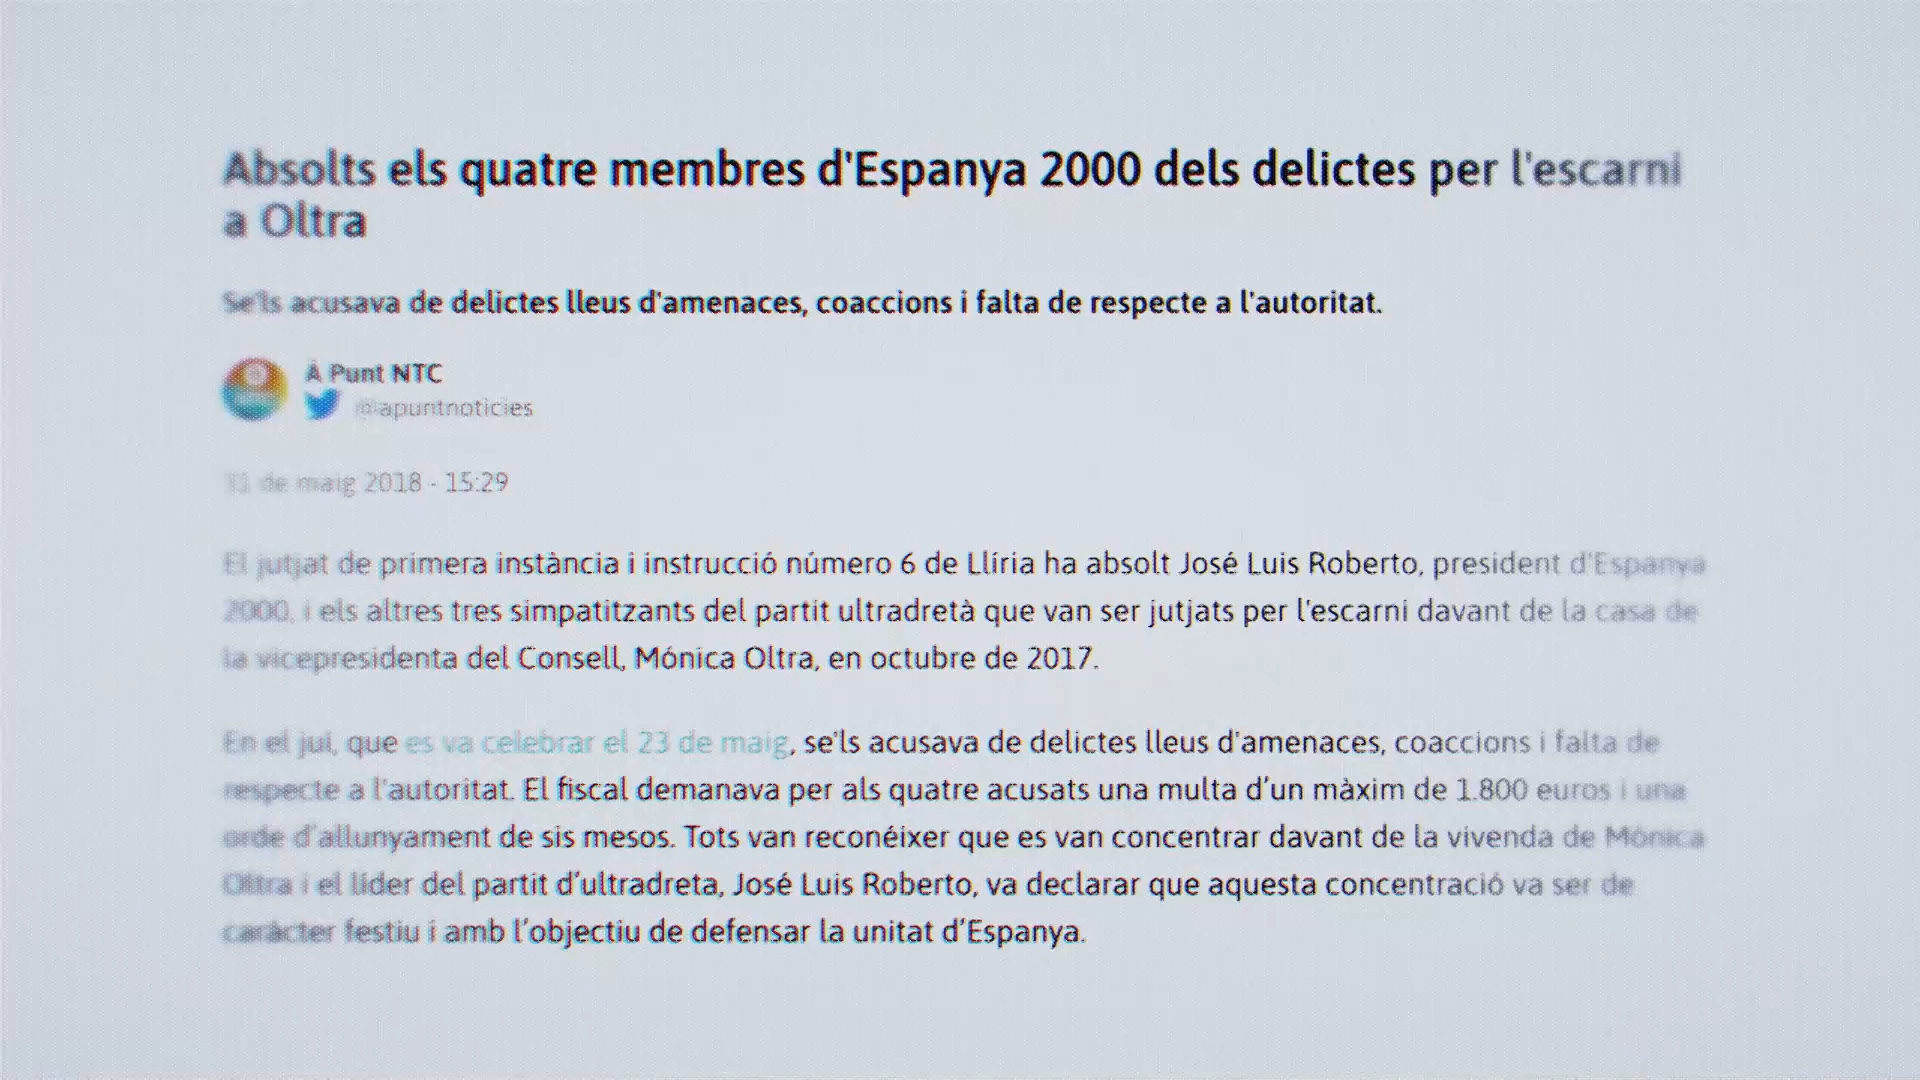 Absolts els quatre membres d'Espanya 2000 dels delictes per l'escarni
a Oltra
Se'ls acusava de delictes lleus d'amenaces, coaccions i falta de respecte a l'autoritat.
À Punt NTC
@apuntnoticies
31 de maig 2018 - 15:29
El jutjat de primera instància i instrucció número 6 de Llíria ha absolt José Luis Roberto, president d'Espanya
2000, i els altres tres simpatitzants del partit ultradretà que van ser jutjats per l'escarni davant de la casa de
la vicepresidenta del Consell, Mónica Oltra, en octubre de 2017.
En el jui, que es va celebrar el 23 de maig, se'ls acusava de delictes lleus d'amenaces, coaccions i falta de
respecte a l'autoritat. El fiscal demanava per als quatre acusats una multa d’un màxim de 1.800 euros i una
orde d’allunyament de sis mesos. Tots van reconéixer que es van concentrar davant de la vivenda de Mónica
Oltra i el líder del partit d’ultradreta, José Luis Roberto, va declarar que aquesta concentració va ser de
caràcter festiu i amb l’objectiu de defensar la unitat d’Espanya.